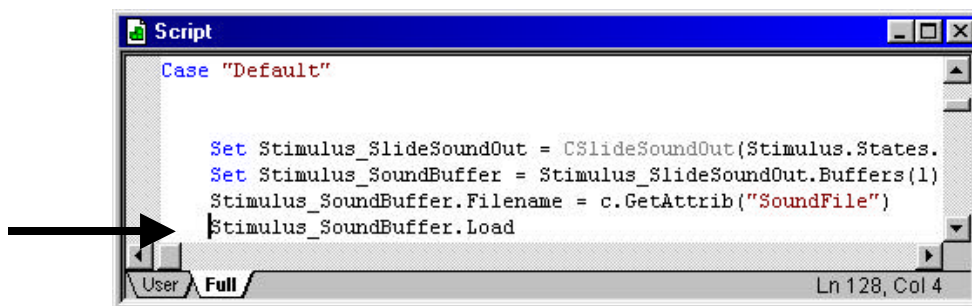 Script
Case "Default"
Set Stimulus_SlideSoundOut = CSlideSoundOut(Stimulus.States.
Set Stimulus_SoundBuffer = Stimulus_SlideSoundOut.Buffers(1)
Stimulus_SoundBuffer.Filename = c.GetAttrib("SoundFile")
Stimulus_SoundBuffer.Load
User Full Ln 128, Col 4